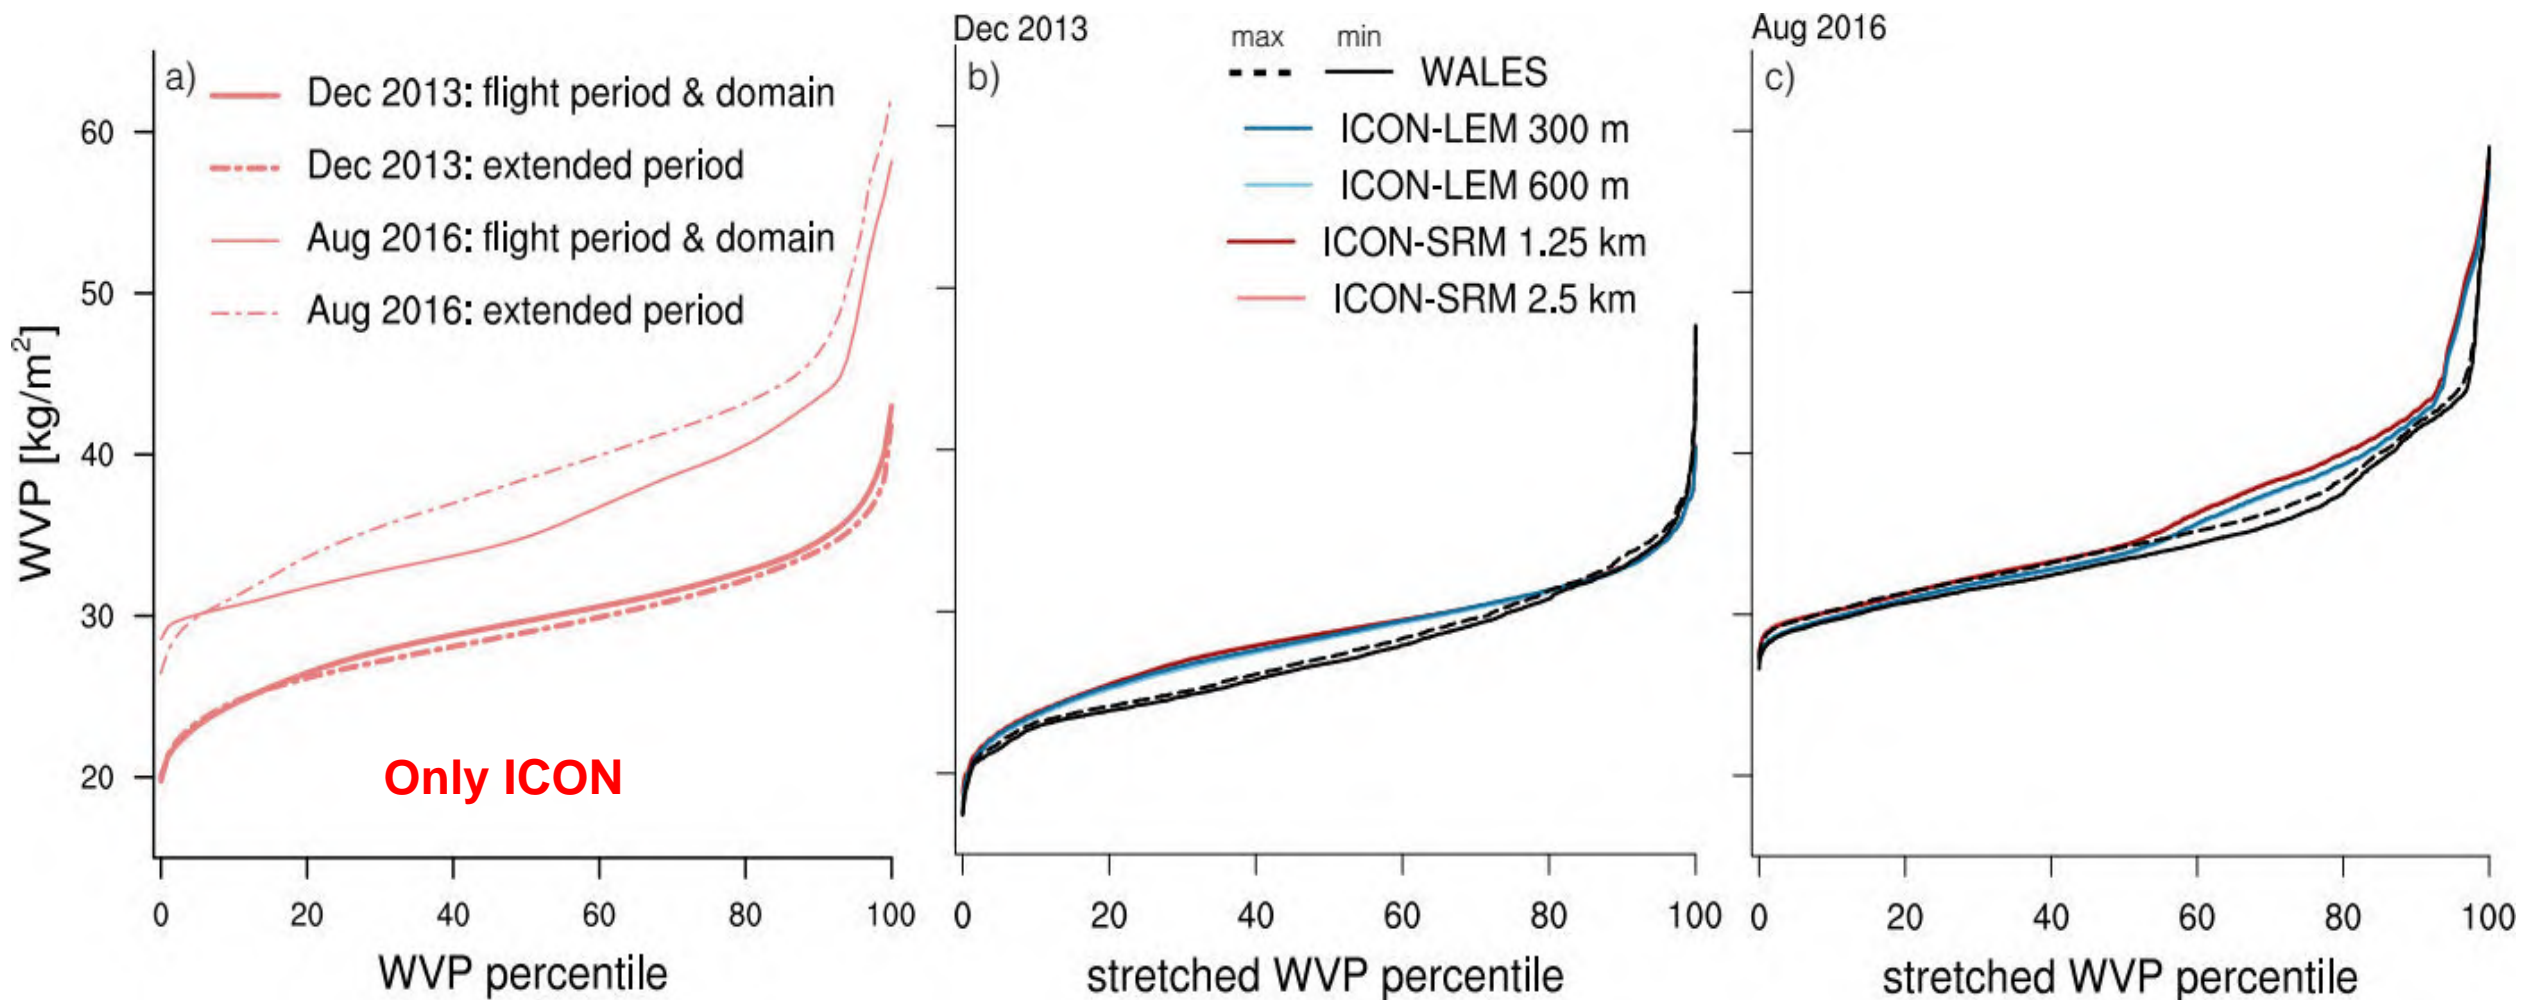 Dec 2013
Aug 2016
a)
Dec 2013: flight period & domain
Dec 2013: extended period
Aug 2016: flight period & domain
Aug 2016: extended period
60
50
40
30
20
WVP [kg/m²]
Only ICON
0 20 40 60 80 100
WVP percentile
b)
max min
WALES
ICON-LEM 300 m
ICON-LEM 600 m
ICON-SRM 1.25 km
ICON-SRM 2.5 km
0 20 40 60 80 100
stretched WVP percentile
c)
0 20 40 60 80 100
stretched WVP percentile